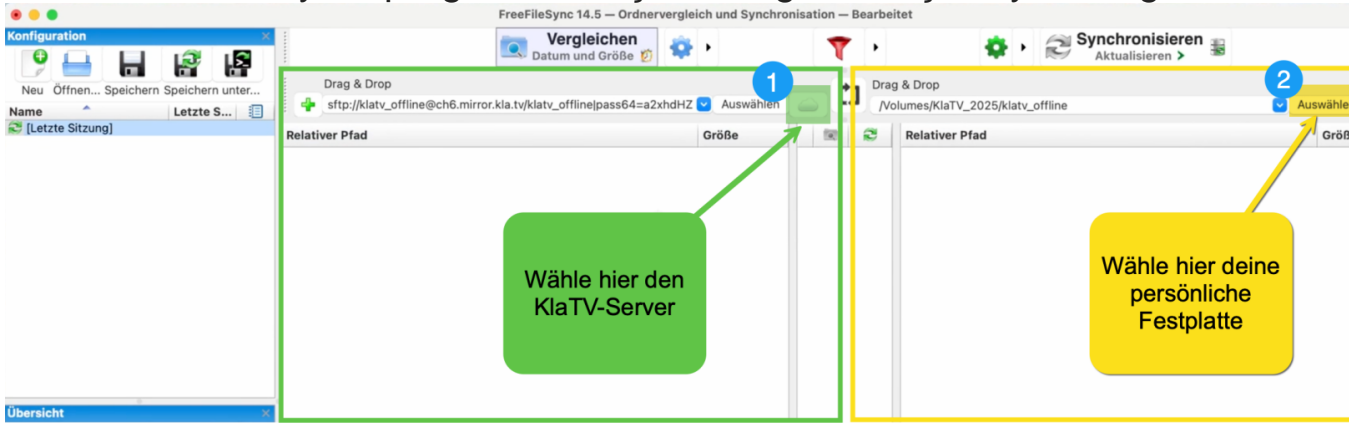 FreeFileSync 14.5 — Ordnervergleich und Synchronisation — Bearbeitet
Konfiguration
Neu Öffnen... Speichern Speichern unter...
Name Letzte S...
[Letzte Sitzung]
Übersicht
Vergleichen
Datum und Größe
Synchronisieren
Aktualisieren >
1
Drag & Drop
sftp://klatv_offline@ch6.mirror.kla.tv/klatv_offline|pass64=a2xhdHZ Auswählen
Relativer Pfad Größe
Wähle hier den
KlaTV-Server
2
Drag & Drop
/Volumes/KlaTV_2025/klatv_offline Auswähle
Relativer Pfad Größ
Wähle hier deine
persönliche
Festplatte